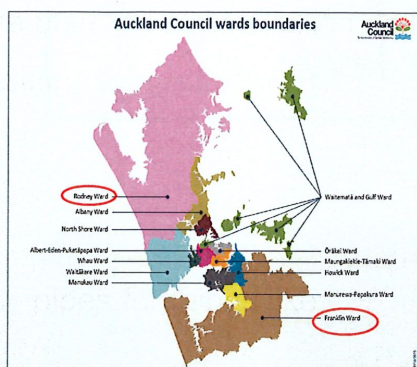 Auckland Council wards boundaries
Auckland
Council
Rodney Ward
Albany Ward
North Shore Ward
Albert-Eden-Puketāpapa Ward
Whau Ward
Waitākere Ward
Manukau Ward
Waitematā and Gulf Ward
Ōrākei Ward
Maungakiekie-Tāmaki Ward
Howick Ward
Manurewa-Papakura Ward
Franklin Ward